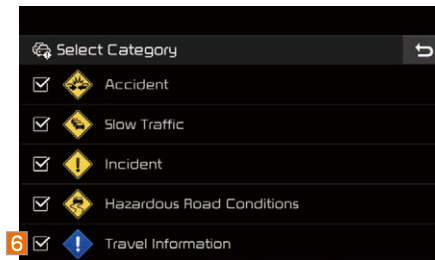 Select Category
Accident
Slow Traffic
Incident
Hazardous Road Conditions
6
Travel Information